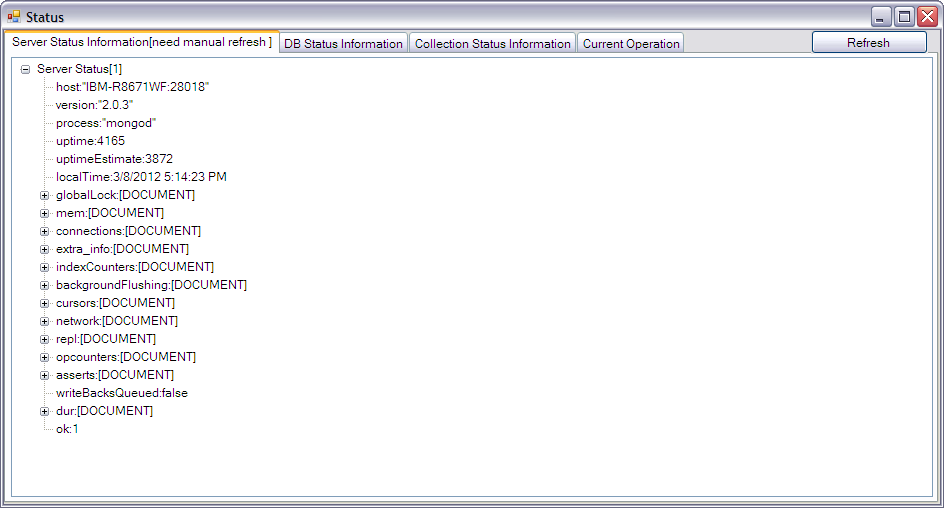 Status
Server Status Information[need manual refresh ] DB Status Information Collection Status Information Current Operation Refresh
Server Status[1]
host:"IBM-R8671WF:28018"
version:"2.0.3"
process:"mongod"
uptime:4165
uptimeEstimate:3872
localTime:3/8/2012 5:14:23 PM
globalLock:[DOCUMENT]
mem:[DOCUMENT]
connections:[DOCUMENT]
extra_info:[DOCUMENT]
indexCounters:[DOCUMENT]
backgroundFlushing:[DOCUMENT]
cursors:[DOCUMENT]
network:[DOCUMENT]
repl:[DOCUMENT]
opcounters:[DOCUMENT]
asserts:[DOCUMENT]
writeBacksQueued:false
dur:[DOCUMENT]
ok:1